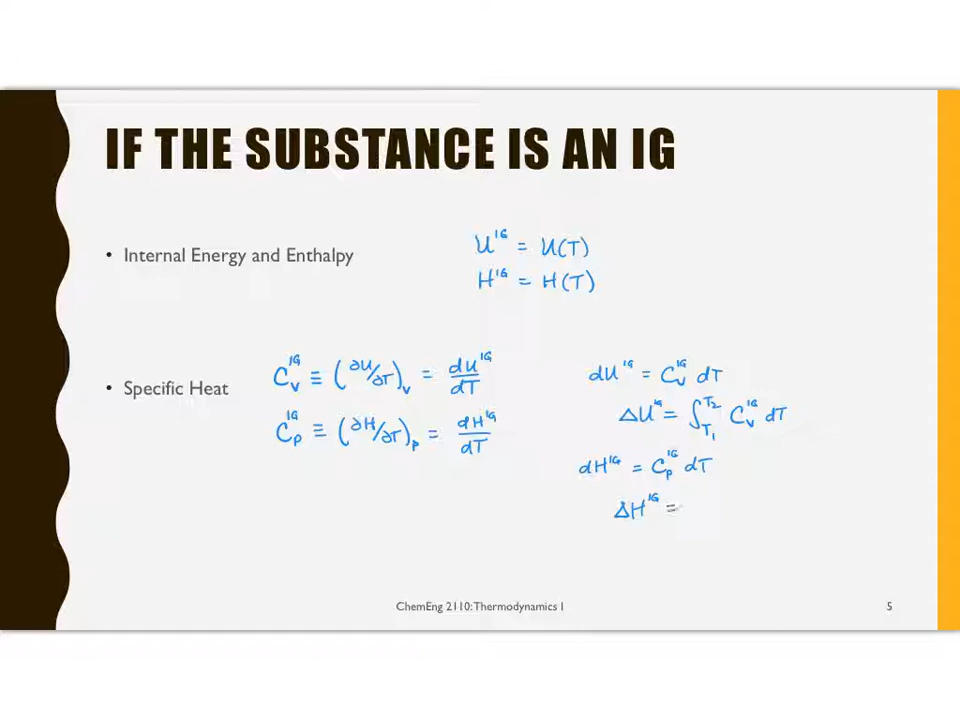 IF THE SUBSTANCE IS AN IG
• Internal Energy and Enthalpy
U^IG = U(T)
H^IG = H(T)
• Specific Heat
C_V^IG ≡ (∂U/∂T)_V = dU^IG/dT
C_P^IG ≡ (∂H/∂T)_P = dH^IG/dT
dU^IG = C_V^IG dT
ΔU^IG = ∫_T1^T2 C_V^IG dT
dH^IG = C_P^IG dT
ΔH^IG =
ChemEng 2110: Thermodynamics I
5